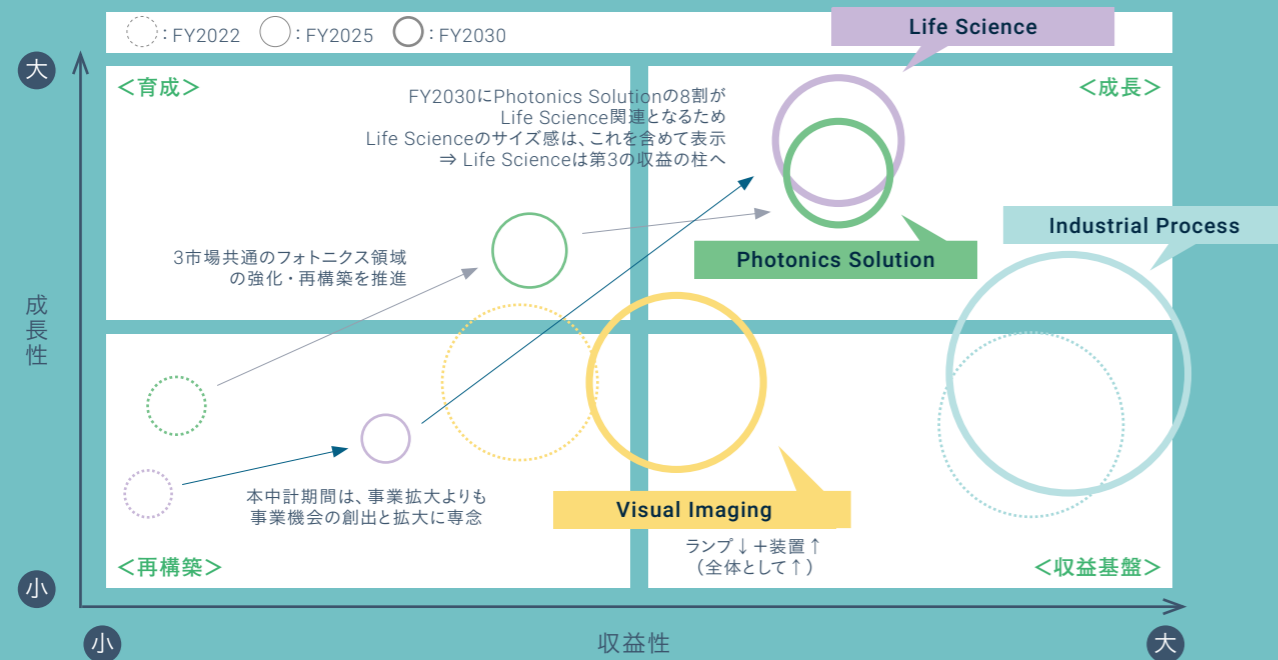 : FY2022 : FY2025 : FY2030
Life Science
大
<育成>
<成長>
FY2030にPhotonics Solutionの8割が
Life Science関連となるため
Life Scienceのサイズ感は、これを含めて表示
⇒ Life Scienceは第3の収益の柱へ
Industrial Process
3市場共通のフォトニクス領域
の強化・再構築を推進
Photonics Solution
成長性
本中計期間は、事業拡大よりも
事業機会の創出と拡大に専念
Visual Imaging
ランプ↓+装置↑
(全体として↑)
<再構築>
<収益基盤>
小
小
収益性
大